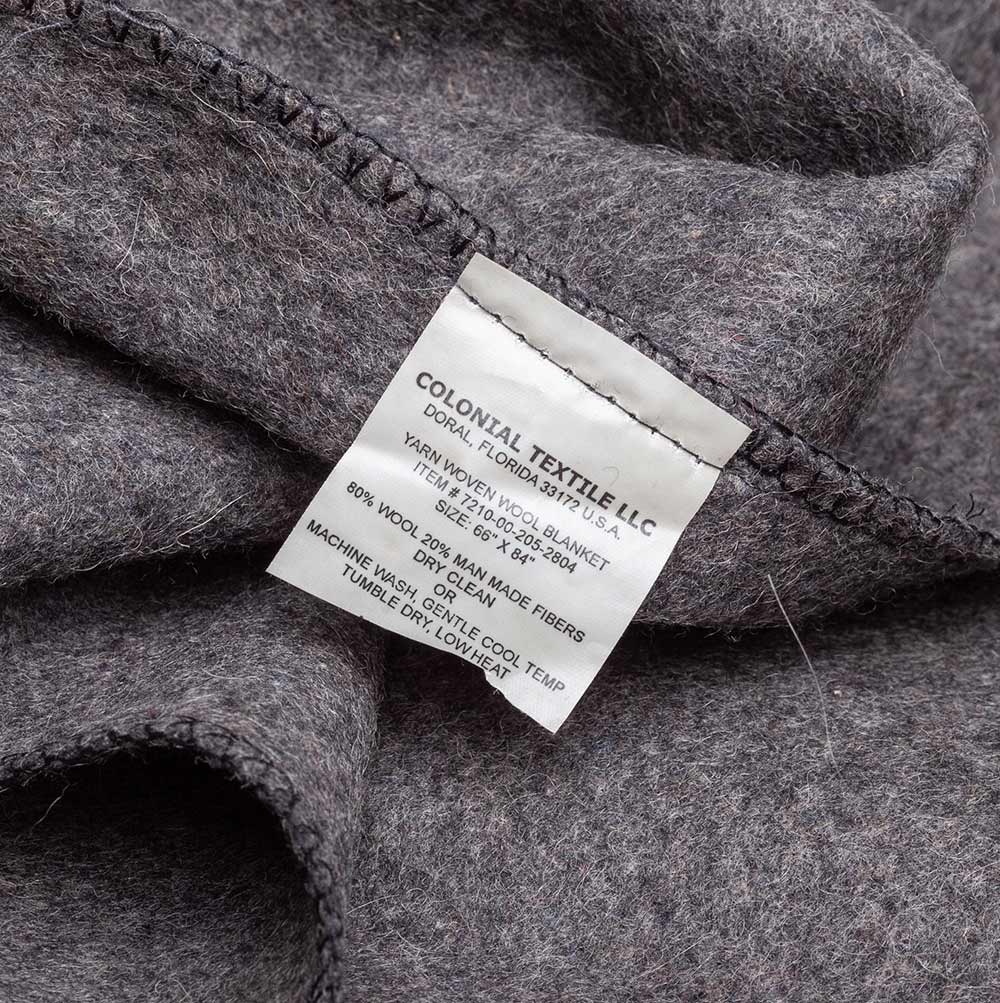 COLONIAL TEXTILE LLC
DORAL, FLORIDA 33172 U.S.A.
YARN WOVEN WOOL BLANKET
ITEM # 7210-00-205-2804
SIZE: 66" X 84"
80% WOOL 20% MAN MADE FIBERS
DRY CLEAN
OR
MACHINE WASH, GENTLE COOL TEMP
TUMBLE DRY, LOW HEAT